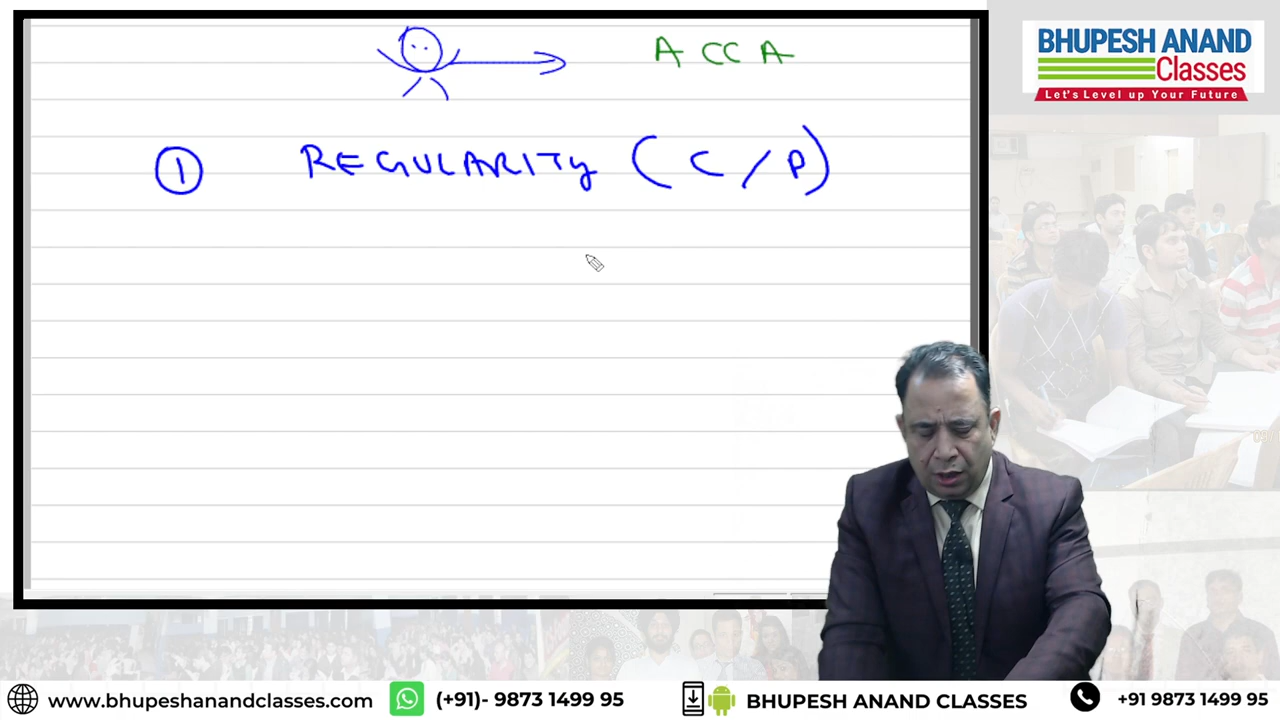 ACCA
① REGULARITY (C/P)
BHUPESH ANAND
Classes
Let's Level up Your Future
www.bhupeshanandclasses.com
(+91)- 9873 1499 95
BHUPESH ANAND CLASSES
+91 9873 1499 95